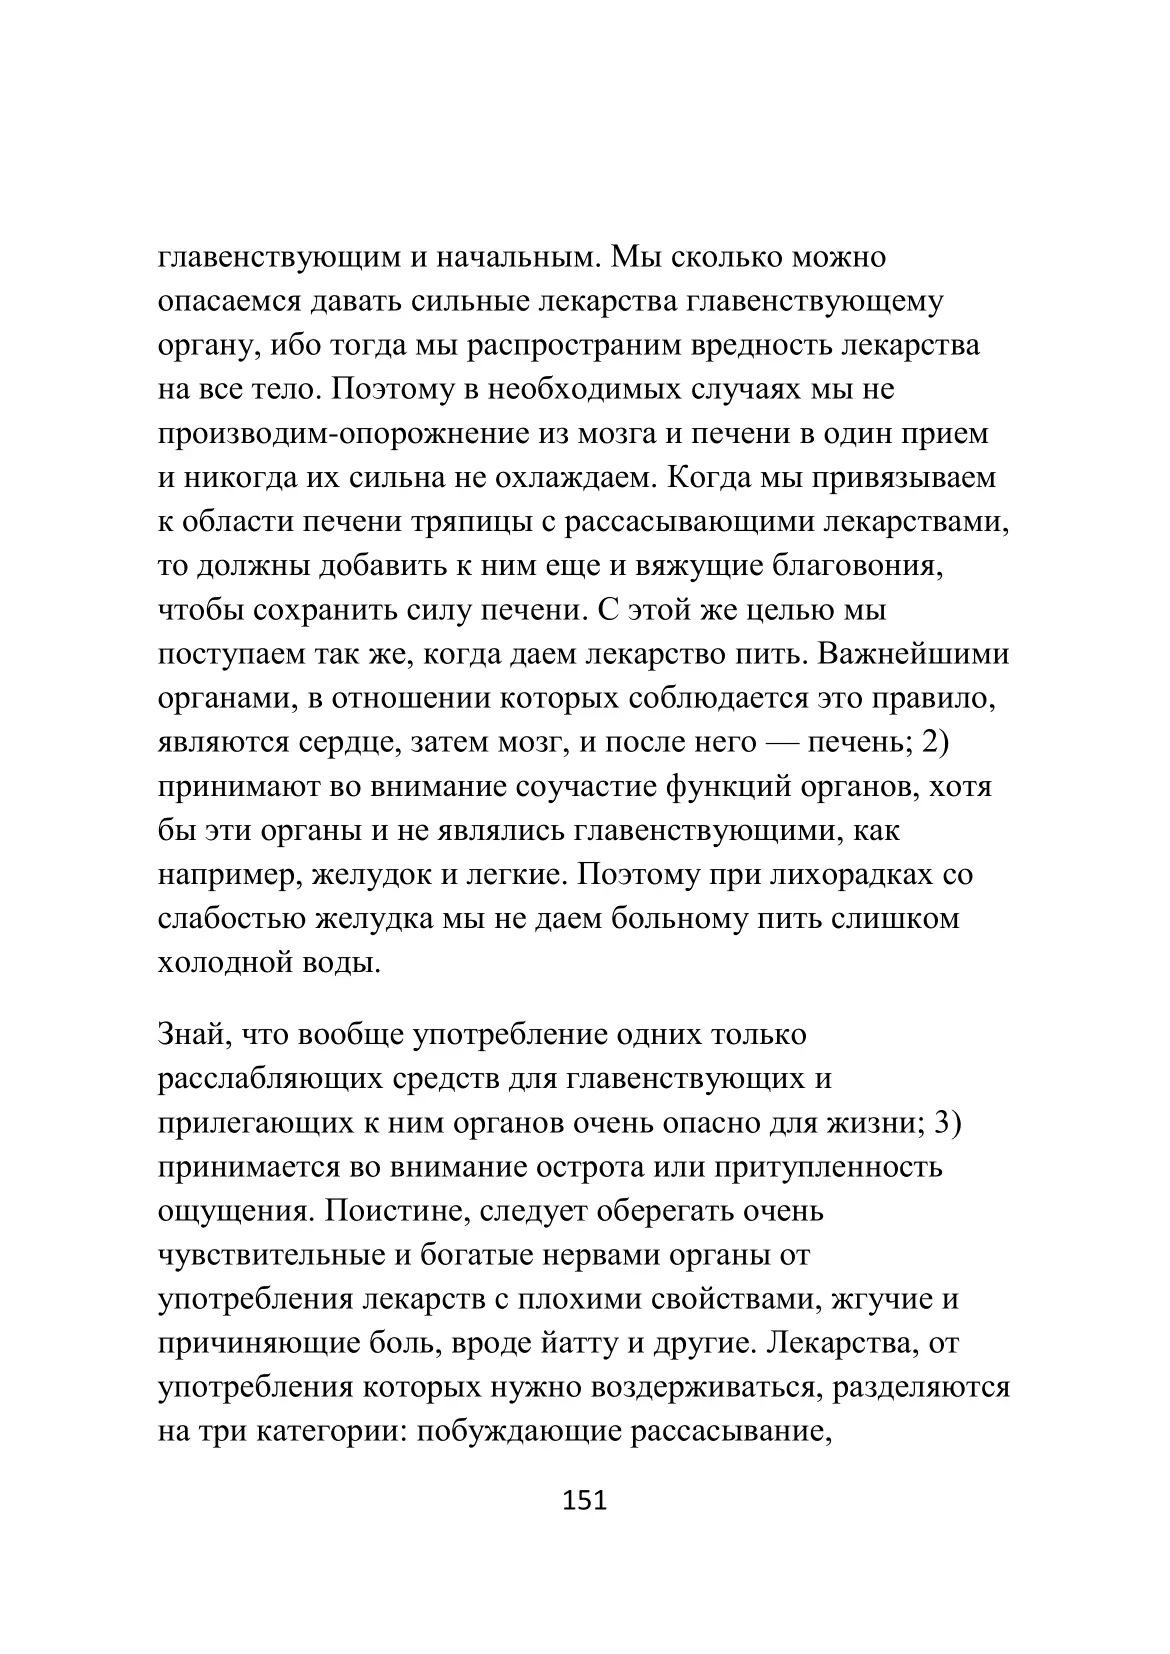 главенствующим и начальным. Мы сколько можно
опасаемся давать сильные лекарства главенствующему
органу, ибо тогда мы распространим вредность лекарства
на все тело. Поэтому в необходимых случаях мы не
производим-опорожнение из мозга и печени в один прием
и никогда их сильна не охлаждаем. Когда мы привязываем
к области печени тряпицы с рассасывающими лекарствами,
то должны добавить к ним еще и вяжущие благовония,
чтобы сохранить силу печени. С этой же целью мы
поступаем так же, когда даем лекарство пить. Важнейшими
органами, в отношении которых соблюдается это правило,
являются сердце, затем мозг, и после него — печень; 2)
принимают во внимание соучастие функций органов, хотя
бы эти органы и не являлись главенствующими, как
например, желудок и легкие. Поэтому при лихорадках со
слабостью желудка мы не даем больному пить слишком
холодной воды.
Знай, что вообще употребление одних только
расслабляющих средств для главенствующих и
прилегающих к ним органов очень опасно для жизни; 3)
принимается во внимание острота или притупленность
ощущения. Поистине, следует оберегать очень
чувствительные и богатые нервами органы от
употребления лекарств с плохими свойствами, жгучие и
причиняющие боль, вроде йатту и другие. Лекарства, от
употребления которых нужно воздерживаться, разделяются
на три категории: побуждающие рассасывание,
151